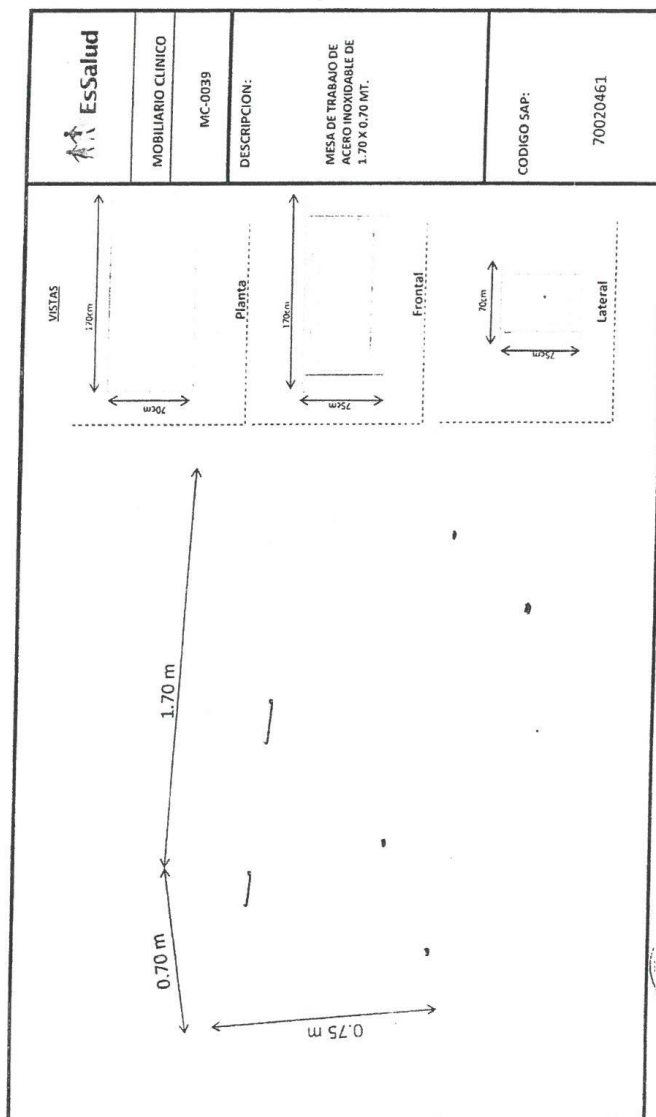 EsSalud
MOBILIARIO CLINICO
MC-0039
DESCRIPCION:
MESA DE TRABAJO DE
ACERO INOXIDABLE DE
1.70 X 0.70 MT.
CODIGO SAP:
70020461
VISTAS
170cm
70cm
Planta
170cm
75cm
Frontal
70cm
75cm
Lateral
0.70 m
1.70 m
0.75 m